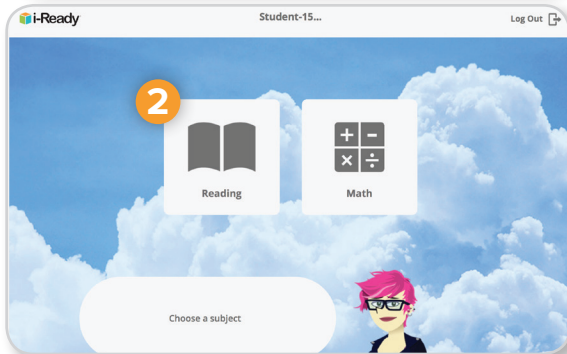 i-Ready
Student-15...
Log Out
2
Reading
Math
+ −
× ÷
Choose a subject